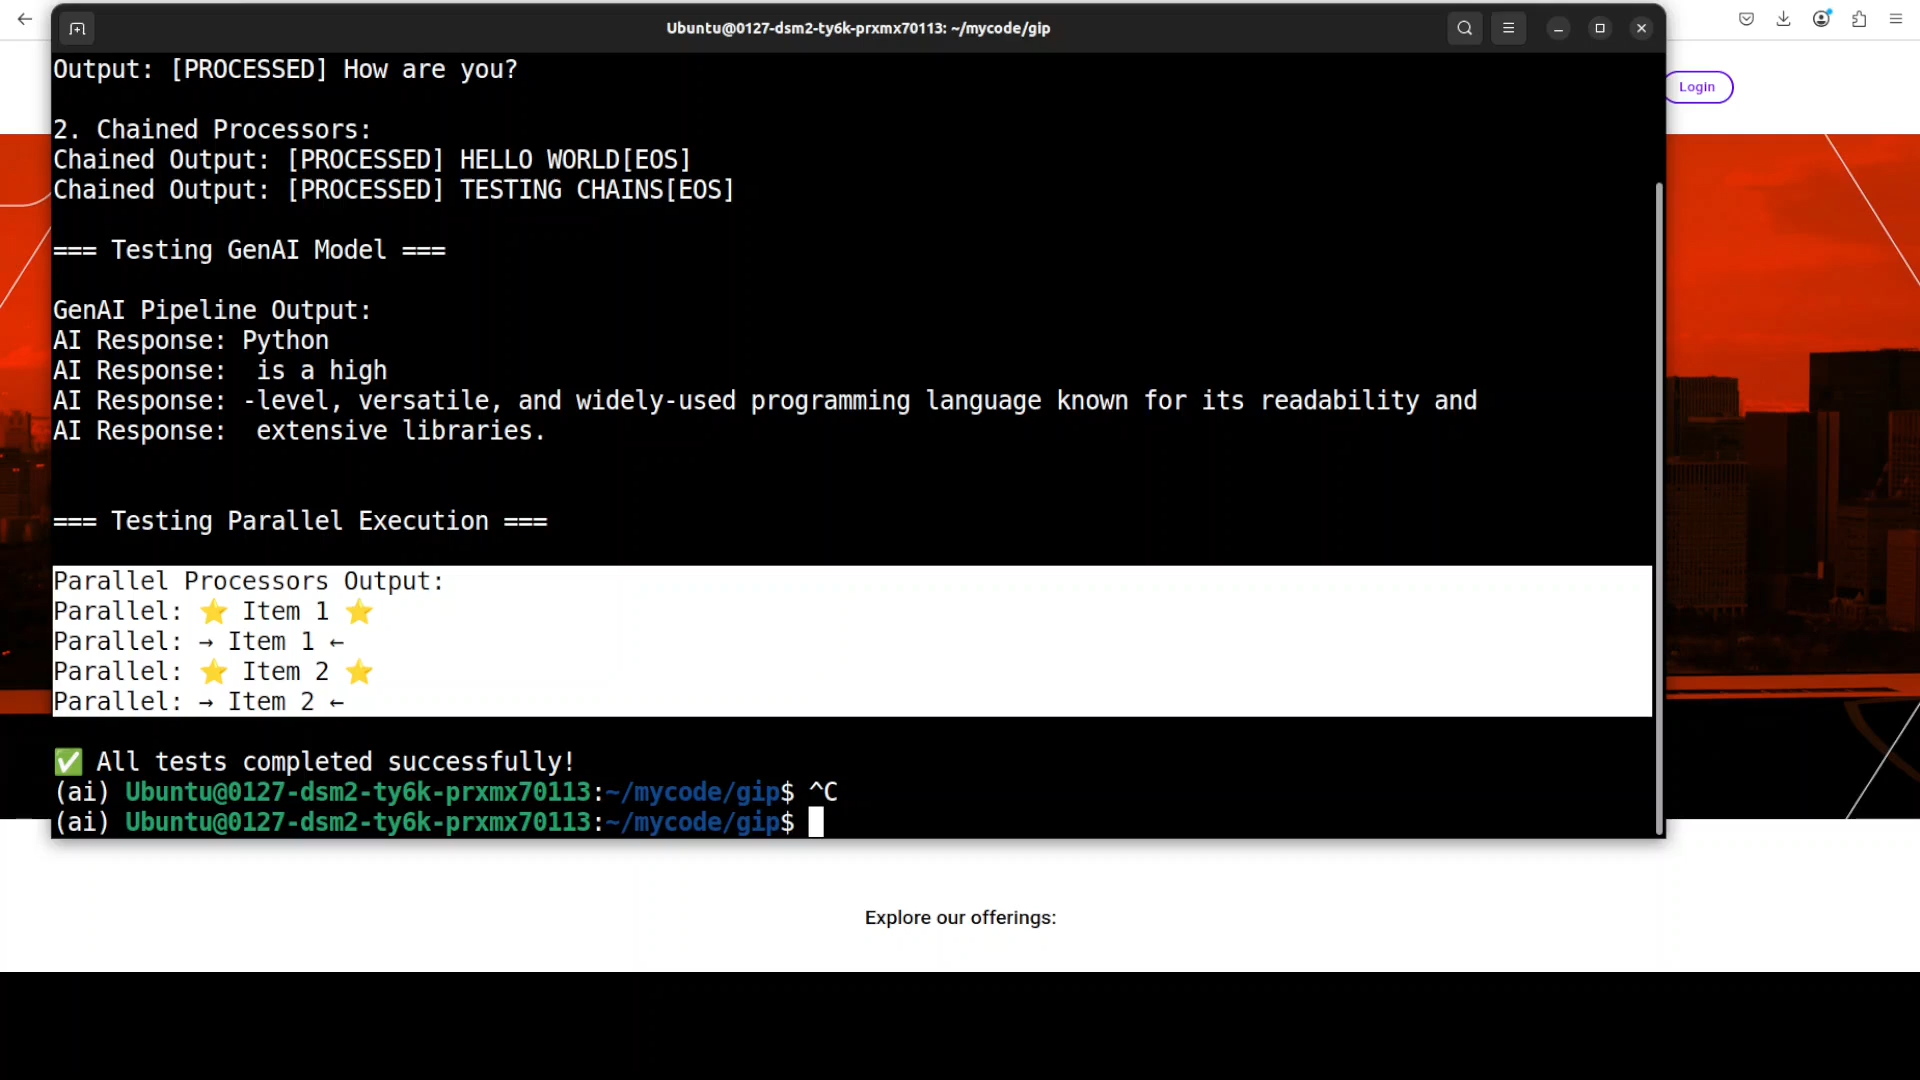 Ubuntu@0127-dsm2-ty6k-prxmx70113: ~/mycode/gip
Login
Output: [PROCESSED] How are you?
2. Chained Processors:
Chained Output: [PROCESSED] HELLO WORLD[EOS]
Chained Output: [PROCESSED] TESTING CHAINS[EOS]
=== Testing GenAI Model ===
GenAI Pipeline Output:
AI Response: Python
AI Response:  is a high
AI Response: -level, versatile, and widely-used programming language known for its readability and
AI Response:  extensive libraries.
=== Testing Parallel Execution ===
Parallel Processors Output:
Parallel: ⭐ Item 1 ⭐
Parallel: → Item 1 ←
Parallel: ⭐ Item 2 ⭐
Parallel: → Item 2 ←
✅ All tests completed successfully!
(ai) Ubuntu@0127-dsm2-ty6k-prxmx70113:~/mycode/gip$ ^C
(ai) Ubuntu@0127-dsm2-ty6k-prxmx70113:~/mycode/gip$
Explore our offerings: